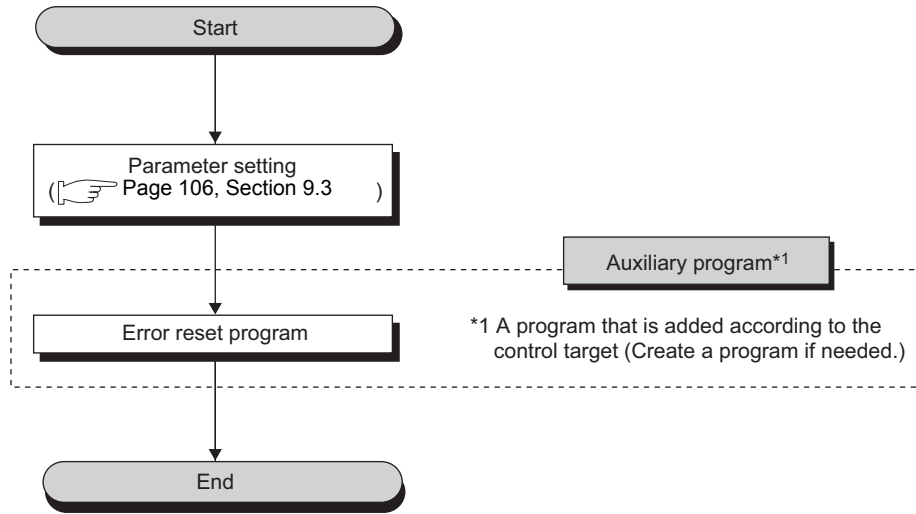 Start
Parameter setting
( Page 106, Section 9.3 )
Auxiliary program*1
Error reset program
*1 A program that is added according to the
control target (Create a program if needed.)
End